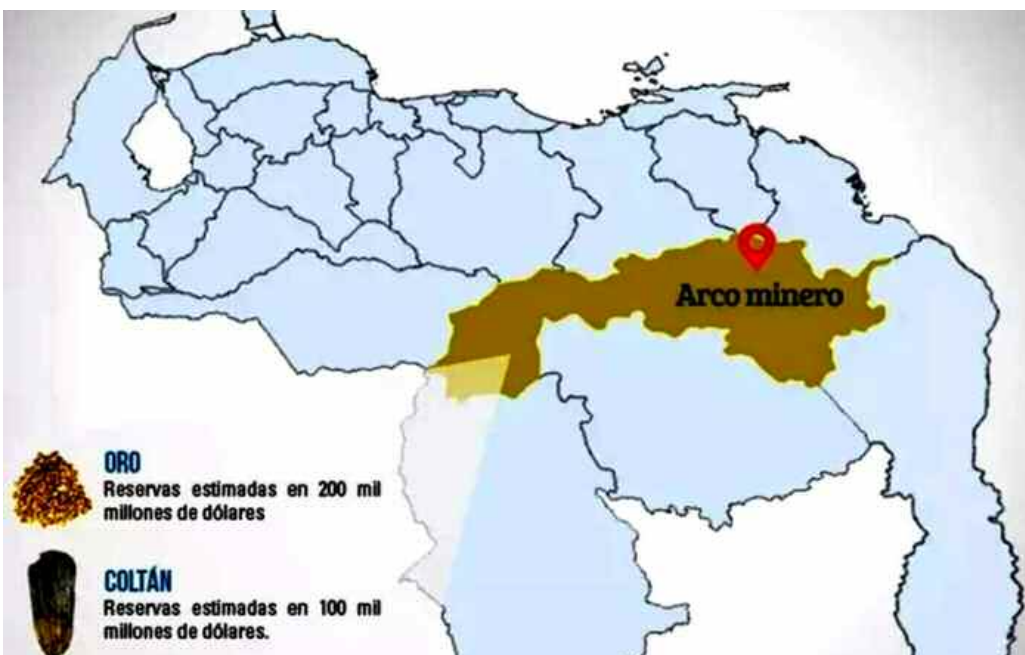 Arco minero
ORO
Reservas estimadas en 200 mil
millones de dólares
COLTÁN
Reservas estimadas en 100 mil
millones de dólares.